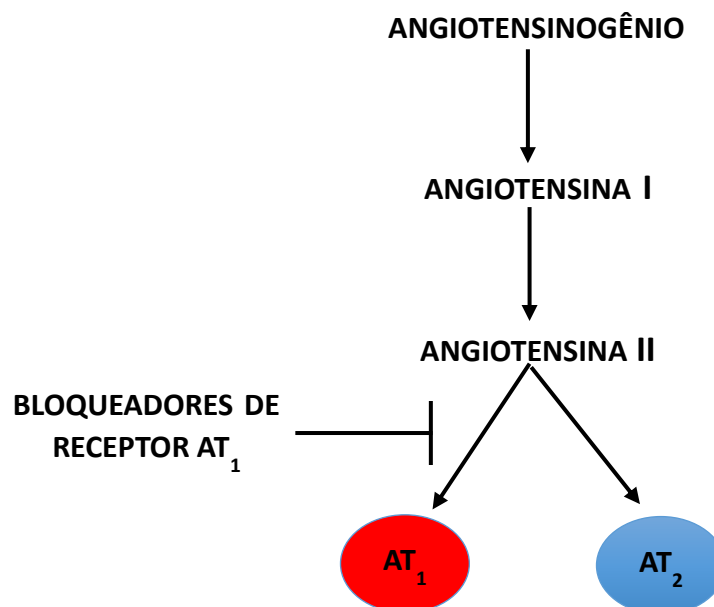 ANGIOTENSINOGÊNIO
ANGIOTENSINA I
ANGIOTENSINA II
BLOQUEADORES DE
RECEPTOR AT₁
AT₁
AT₂